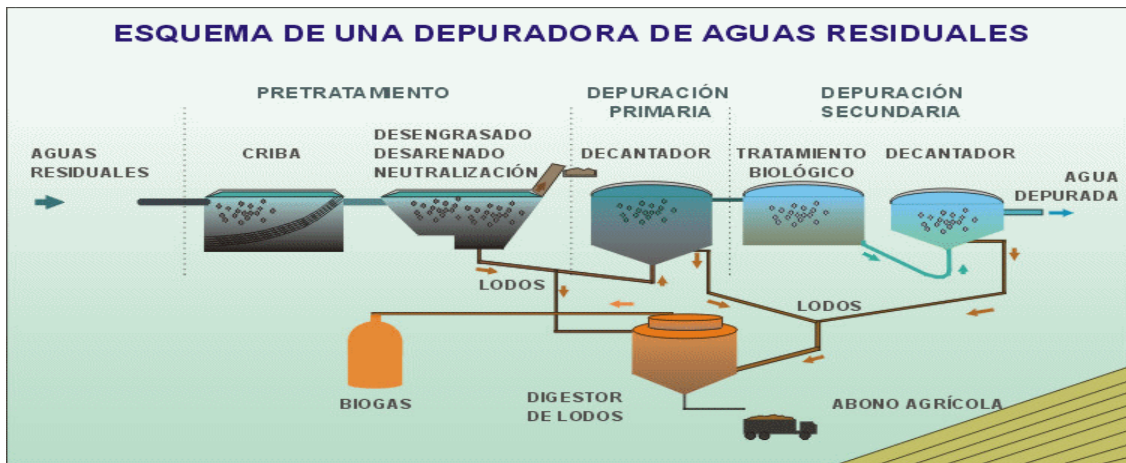 ESQUEMA DE UNA DEPURADORA DE AGUAS RESIDUALES
PRETRATAMIENTO
DEPURACIÓN
PRIMARIA
DEPURACIÓN
SECUNDARIA
AGUAS
RESIDUALES
CRIBA
DESENGRASADO
DESARENADO
NEUTRALIZACIÓN
DECANTADOR
TRATAMIENTO
BIOLÓGICO
DECANTADOR
AGUA
DEPURADA
LODOS
LODOS
BIOGAS
DIGESTOR
DE LODOS
ABONO AGRÍCOLA